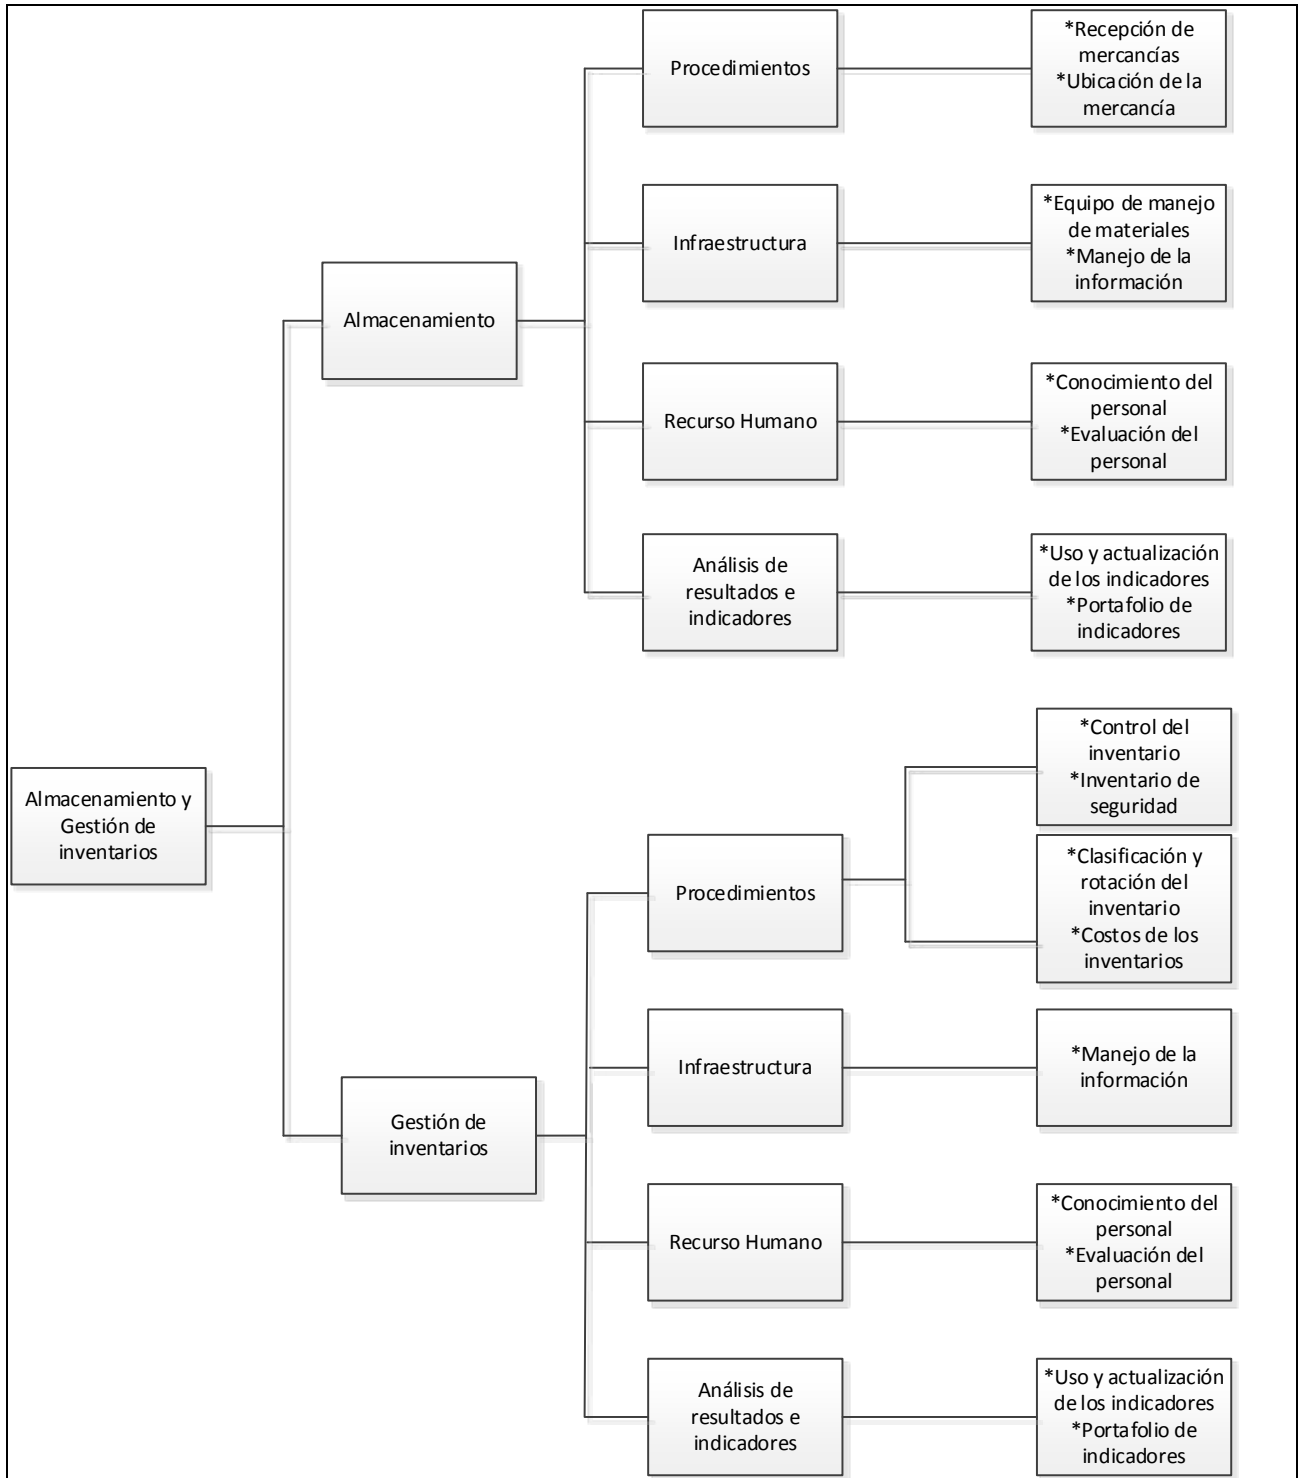 Procedimientos
*Recepción de
mercancías
*Ubicación de la
mercancía
Infraestructura
*Equipo de manejo
de materiales
*Manejo de la
información
Almacenamiento
Recurso Humano
*Conocimiento del
personal
*Evaluación del
personal
Análisis de
resultados e
indicadores
*Uso y actualización
de los indicadores
*Portafolio de
indicadores
Almacenamiento y
Gestión de
inventarios
Procedimientos
*Control del
inventario
*Inventario de
seguridad
*Clasificación y
rotación del
inventario
*Costos de los
inventarios
Infraestructura
*Manejo de la
información
Gestión de
inventarios
Recurso Humano
*Conocimiento del
personal
*Evaluación del
personal
Análisis de
resultados e
indicadores
*Uso y actualización
de los indicadores
*Portafolio de
indicadores